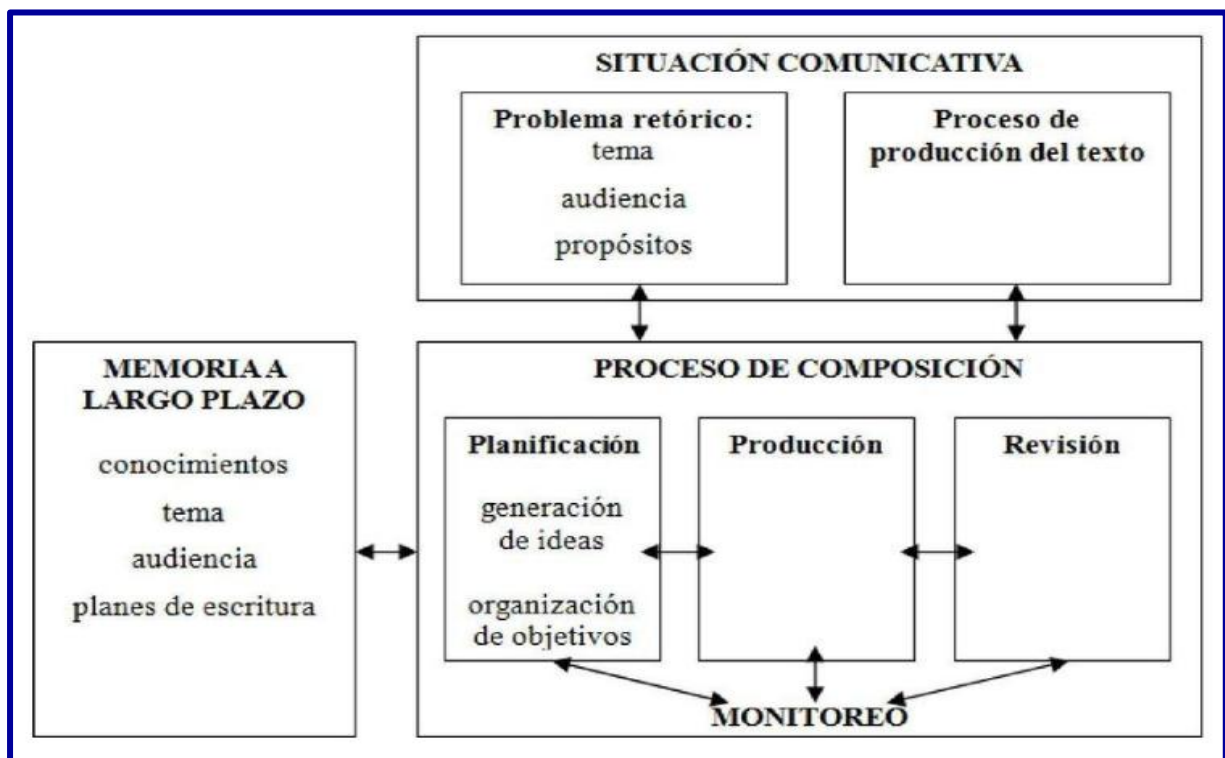 SITUACIÓN COMUNICATIVA
Problema retórico:
tema
audiencia
propósitos
Proceso de
producción del texto
MEMORIA A
LARGO PLAZO
conocimientos
tema
audiencia
planes de escritura
PROCESO DE COMPOSICIÓN
Planificación
generación
de ideas
organización
de objetivos
Producción
Revisión
MONITOREO